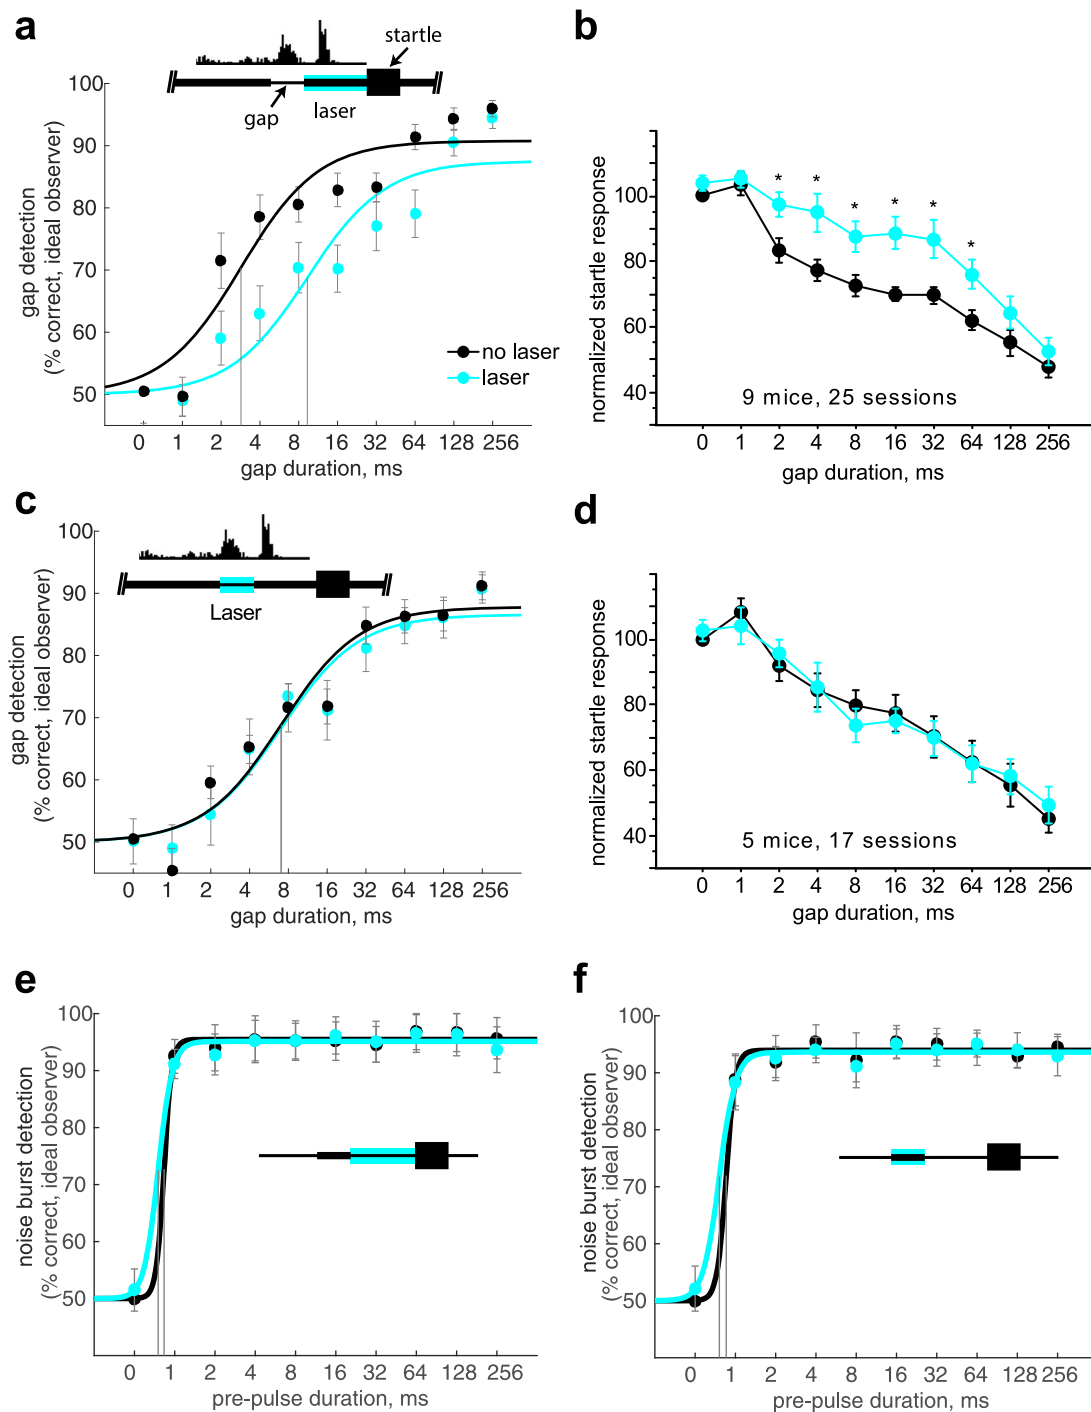 a
startle
gap
laser
100
90
80
70
60
50
gap detection
(% correct, ideal observer)
no laser
laser
0 1 2 4 8 16 32 64 128 256
gap duration, ms
b
100
80
60
40
normalized startle response
* * * * * *
9 mice, 25 sessions
0 1 2 4 8 16 32 64 128 256
gap duration, ms
c
Laser
100
90
80
70
60
50
gap detection
(% correct, ideal observer)
0 1 2 4 8 16 32 64 128 256
gap duration, ms
d
100
80
60
40
normalized startle response
5 mice, 17 sessions
0 1 2 4 8 16 32 64 128 256
gap duration, ms
e
100
90
80
70
60
50
noise burst detection
(% correct, ideal observer)
0 1 2 4 8 16 32 64 128 256
pre-pulse duration, ms
f
100
90
80
70
60
50
noise burst detection
(% correct, ideal observer)
0 1 2 4 8 16 32 64 128 256
pre-pulse duration, ms